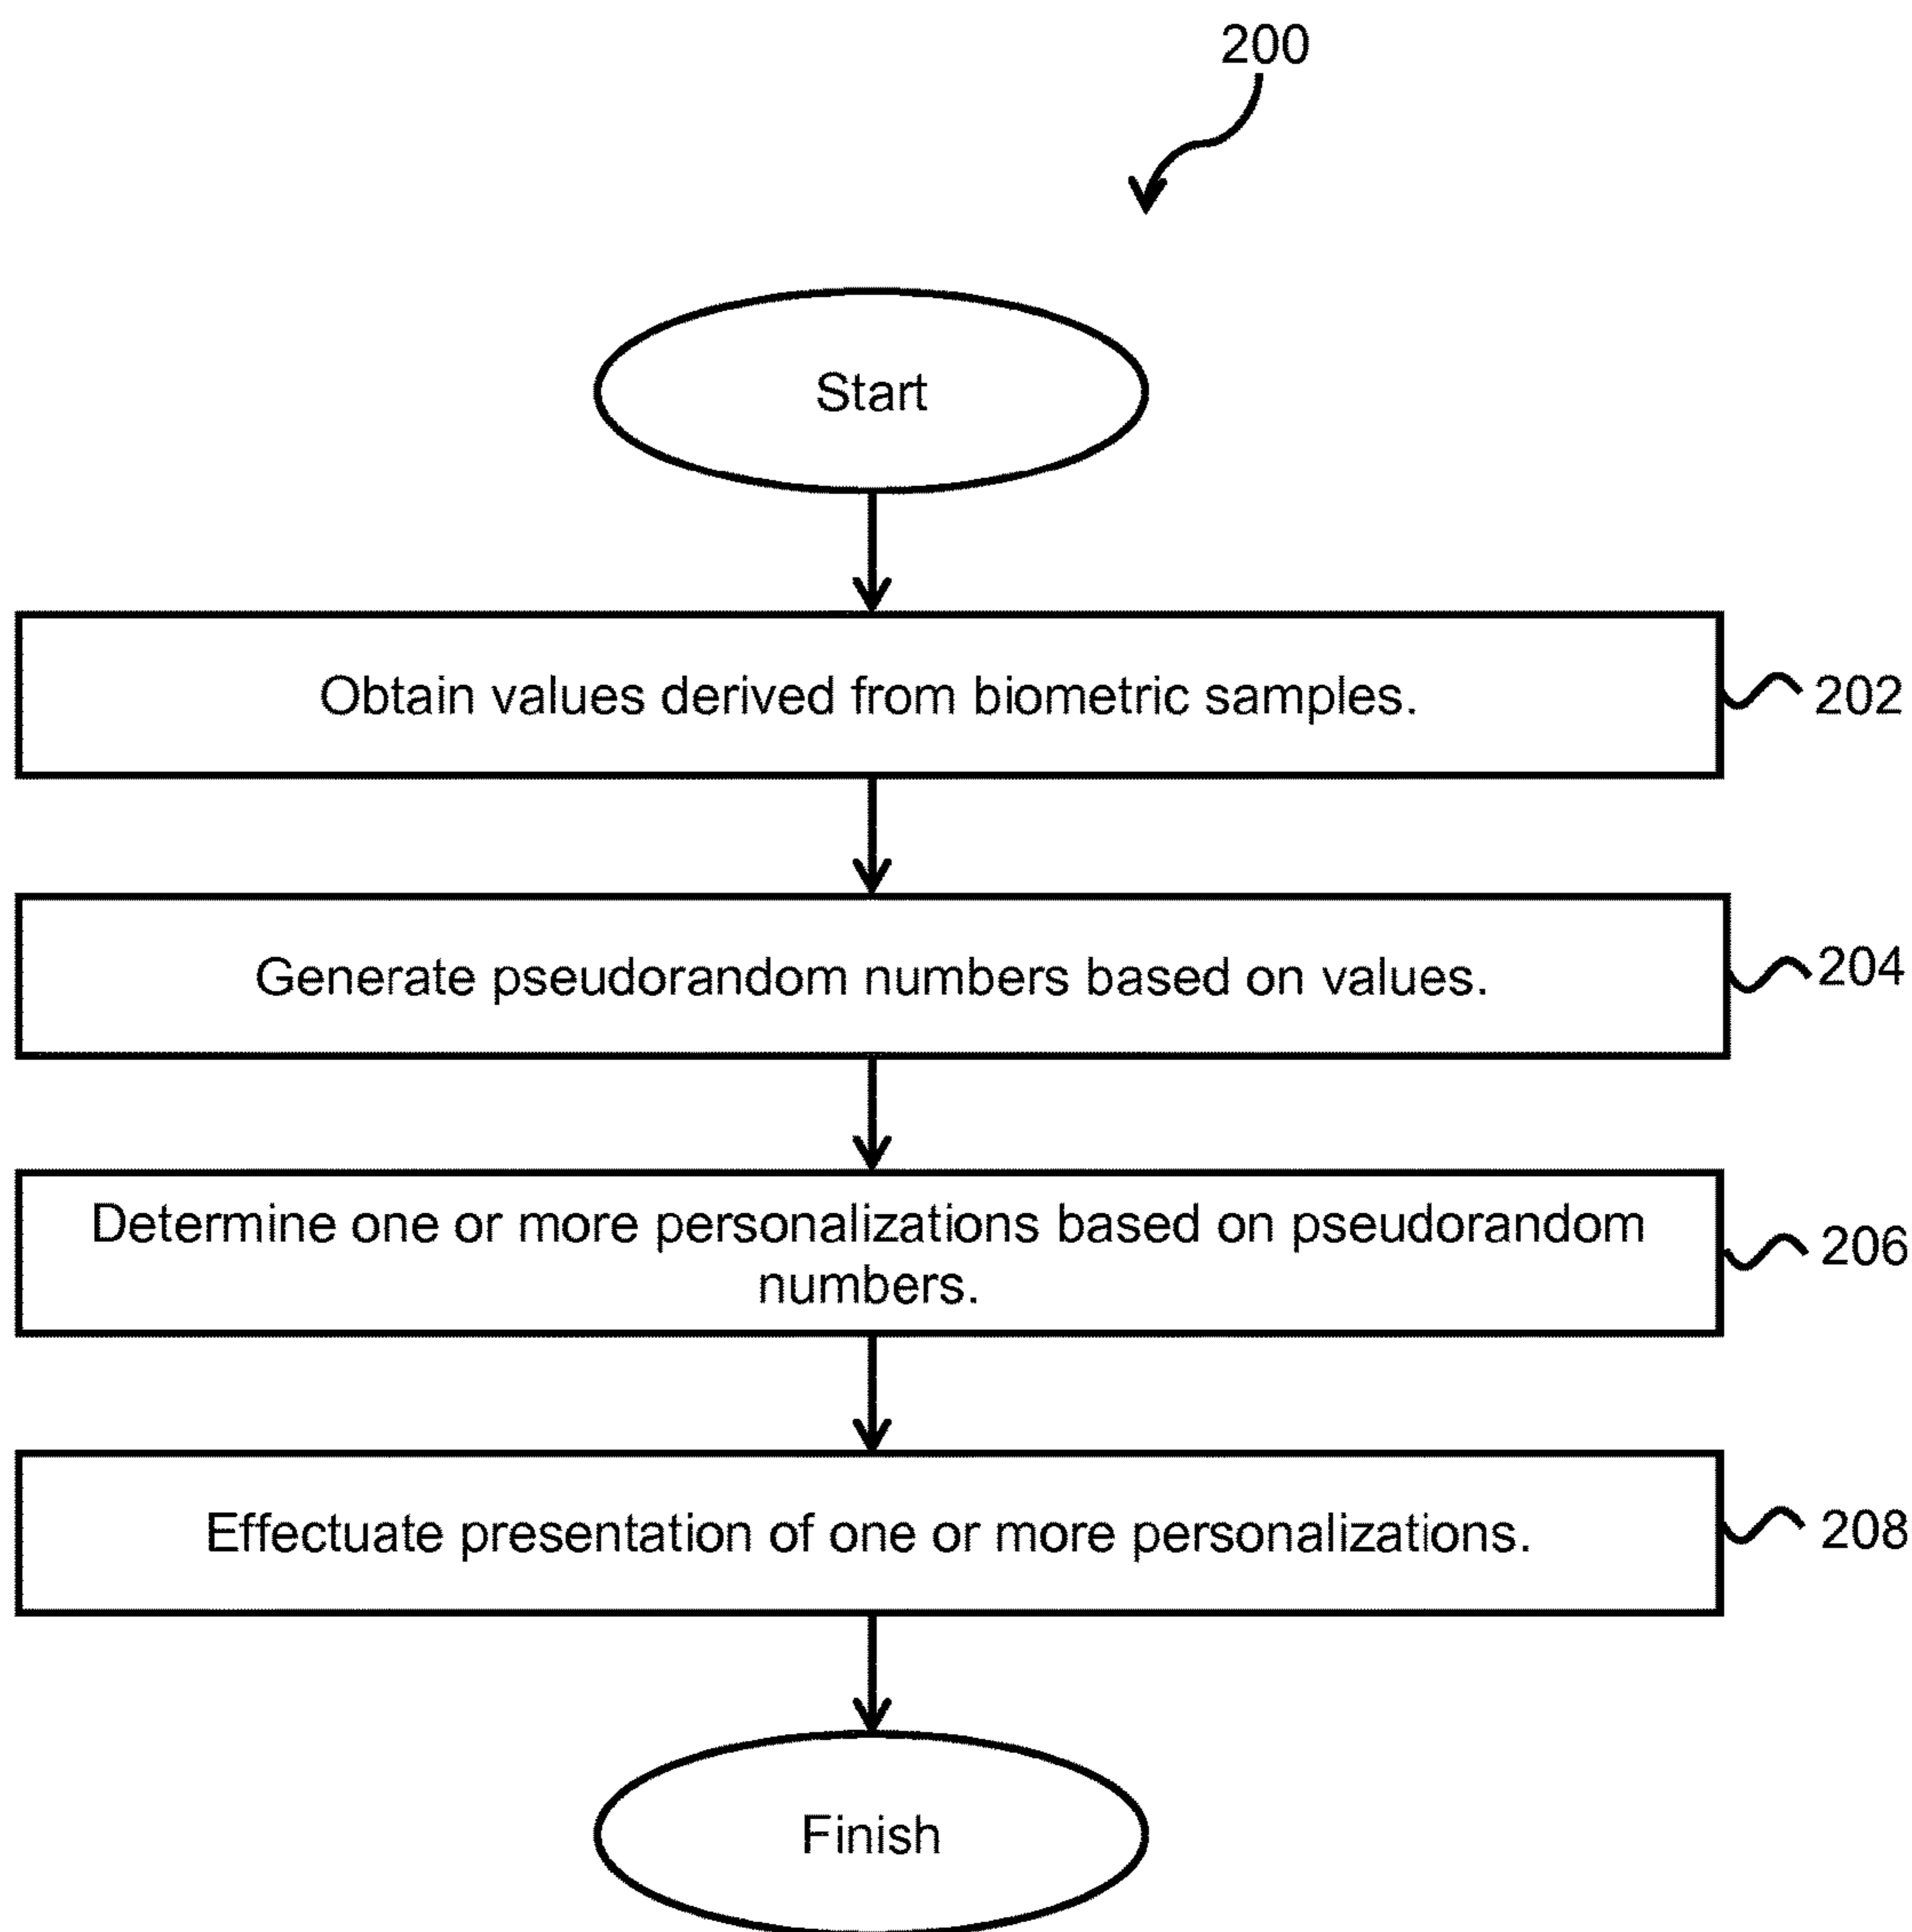 200
Start
Obtain values derived from biometric samples.
202
Generate pseudorandom numbers based on values.
204
Determine one or more personalizations based on pseudorandom
numbers.
206
Effectuate presentation of one or more personalizations.
208
Finish